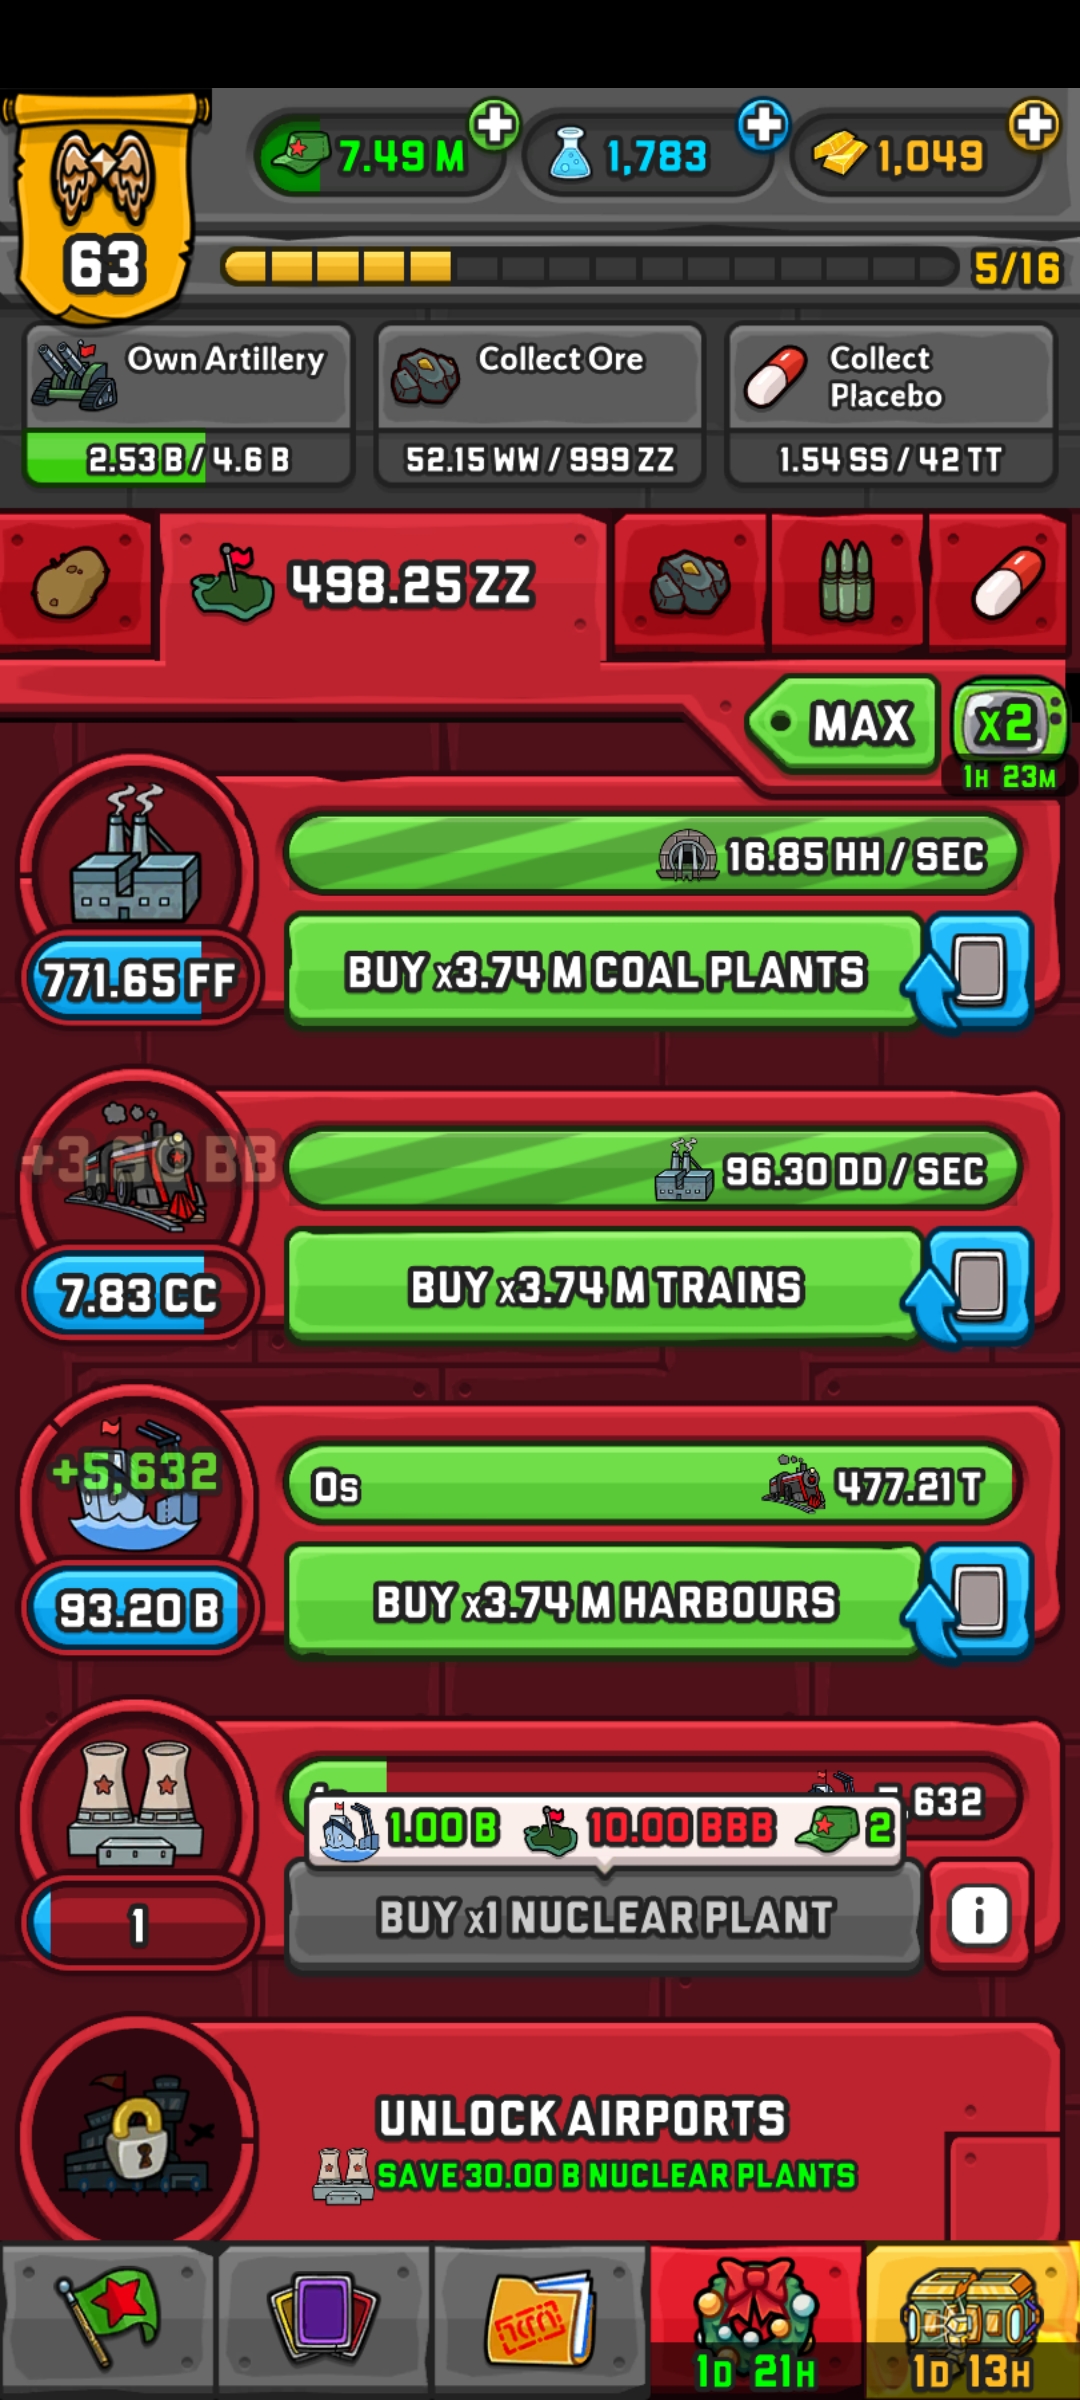 7.49 M
1,783
1,049
63
5/16
Own Artillery
2.53 B / 4.6 B
Collect Ore
52.15 WW / 999 ZZ
Collect
Placebo
1.54 SS / 42 TT
498.25 ZZ
MAX
x2
1H 23M
16.85 HH / SEC
771.65 FF
BUY x3.74 M COAL PLANTS
96.30 DD / SEC
7.83 CC
BUY x3.74 M TRAINS
+5,632
0s
477.21 T
93.20 B
BUY x3.74 M HARBOURS
,632
1.00 B
10.00 BBB
2
1
BUY x1 NUCLEAR PLANT
i
UNLOCK AIRPORTS
SAVE 30.00 B NUCLEAR PLANTS
1D 21H
1D 13H